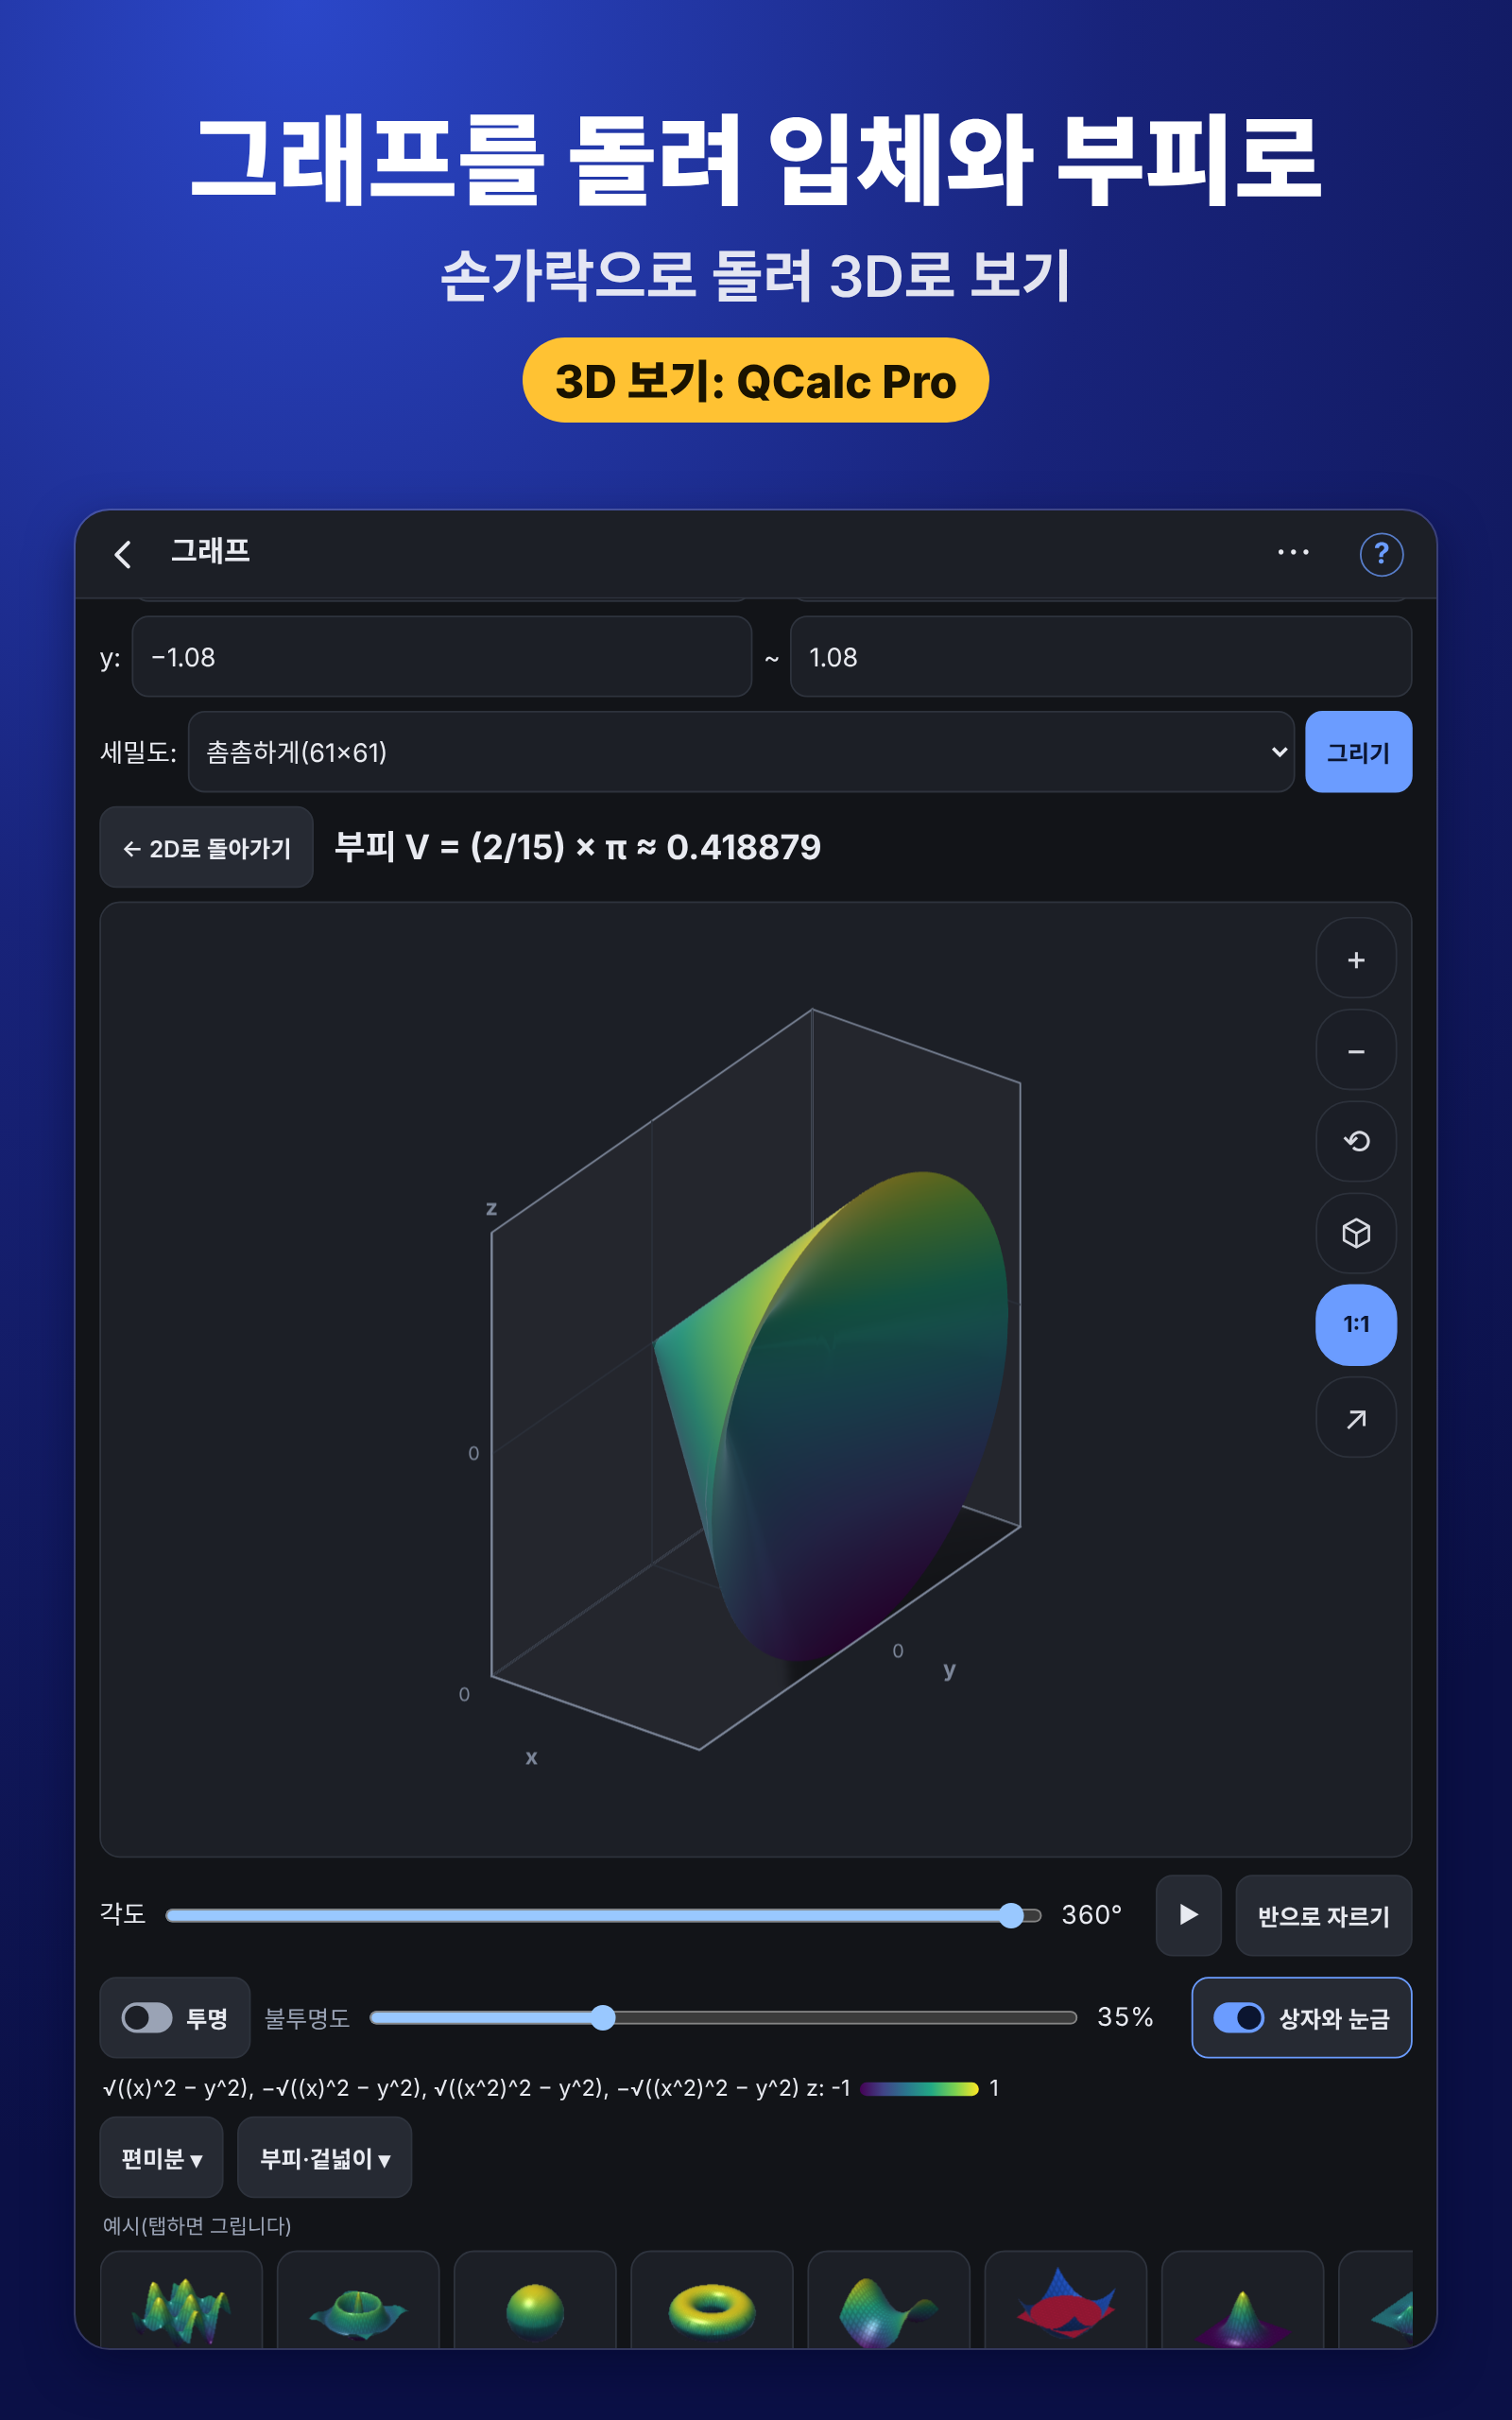 그래프를 돌려 입체와 부피로
손가락으로 돌려 3D로 보기
3D 보기: QCalc Pro
그래프 ... ?
y: −1.08 ~ 1.08
세밀도: 촘촘하게(61×61) 그리기
← 2D로 돌아가기 부피 V = (2/15) × π ≈ 0.418879
+
−
⟲
1:1
↗
z
0
0
x
0
y
각도 360° ▶ 반으로 자르기
투명 불투명도 35% 상자와 눈금
√((x)^2 − y^2), −√((x)^2 − y^2), √((x^2)^2 − y^2), −√((x^2)^2 − y^2) z: -1 1
편미분 ▾ 부피·겉넓이 ▾
예시(탭하면 그립니다)